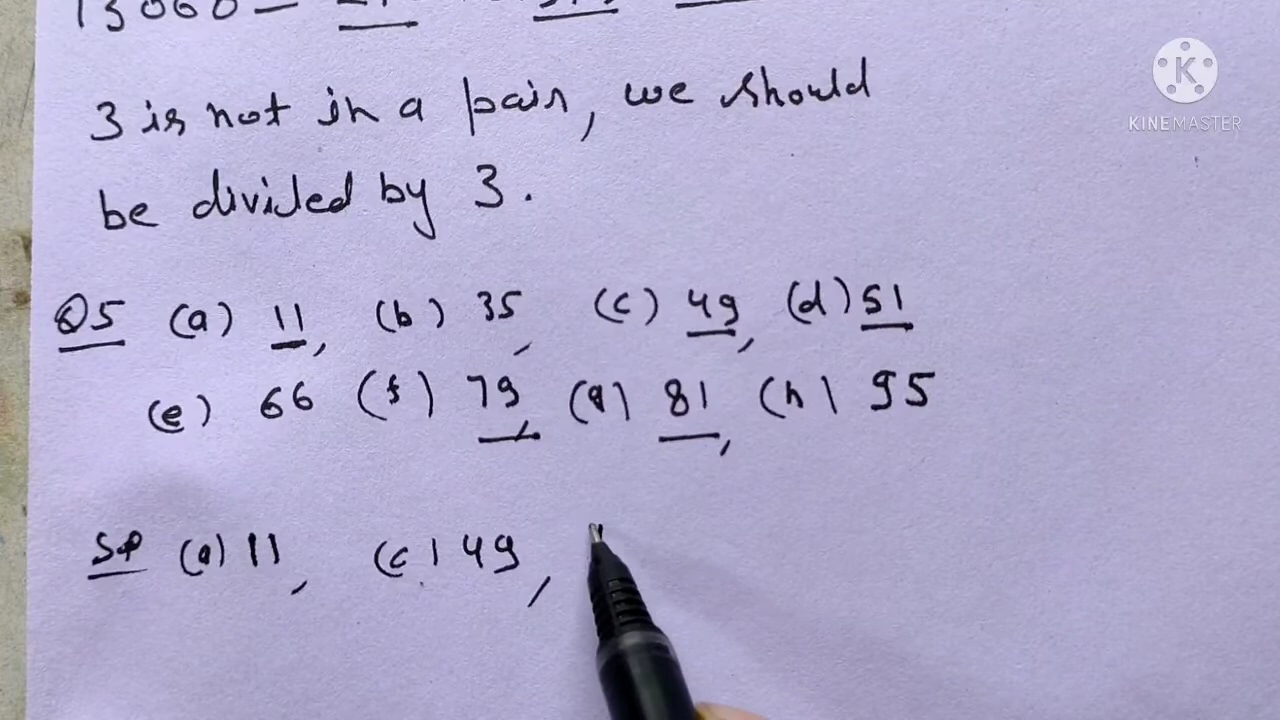 13060 =
3 is not in a pair, we should
be divided by 3.
Q5 (a) 11, (b) 35, (c) 49, (d) 51
(e) 66 (f) 79, (g) 81, (h) 95
(a) 11, (c) 49,
KINEMASTER